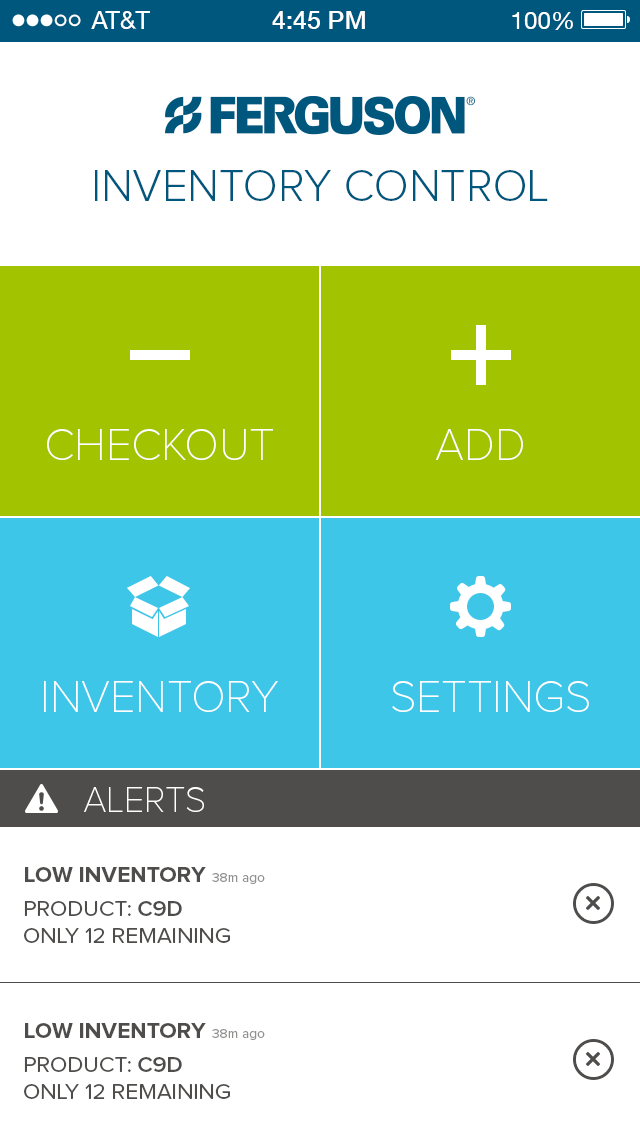 AT&T 4:45 PM 100%
FERGUSON®
INVENTORY CONTROL
CHECKOUT ADD
INVENTORY SETTINGS
ALERTS
LOW INVENTORY 38m ago
PRODUCT: C9D
ONLY 12 REMAINING
LOW INVENTORY 38m ago
PRODUCT: C9D
ONLY 12 REMAINING